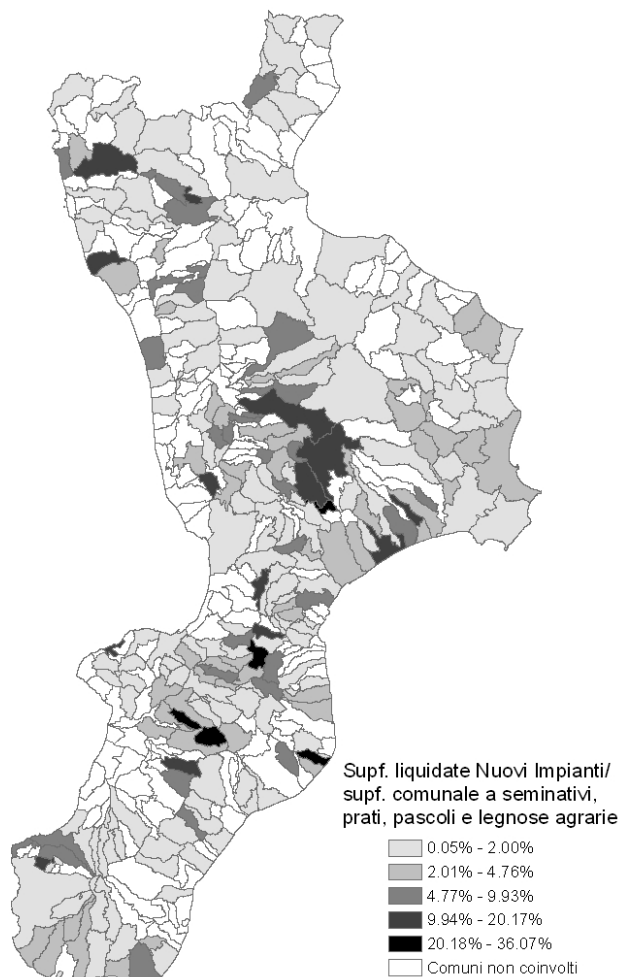 Supf. liquidate Nuovi Impianti/
supf. comunale a seminativi,
prati, pascoli e legnose agrarie
0.05% - 2.00%
2.01% - 4.76%
4.77% - 9.93%
9.94% - 20.17%
20.18% - 36.07%
Comuni non coinvolti